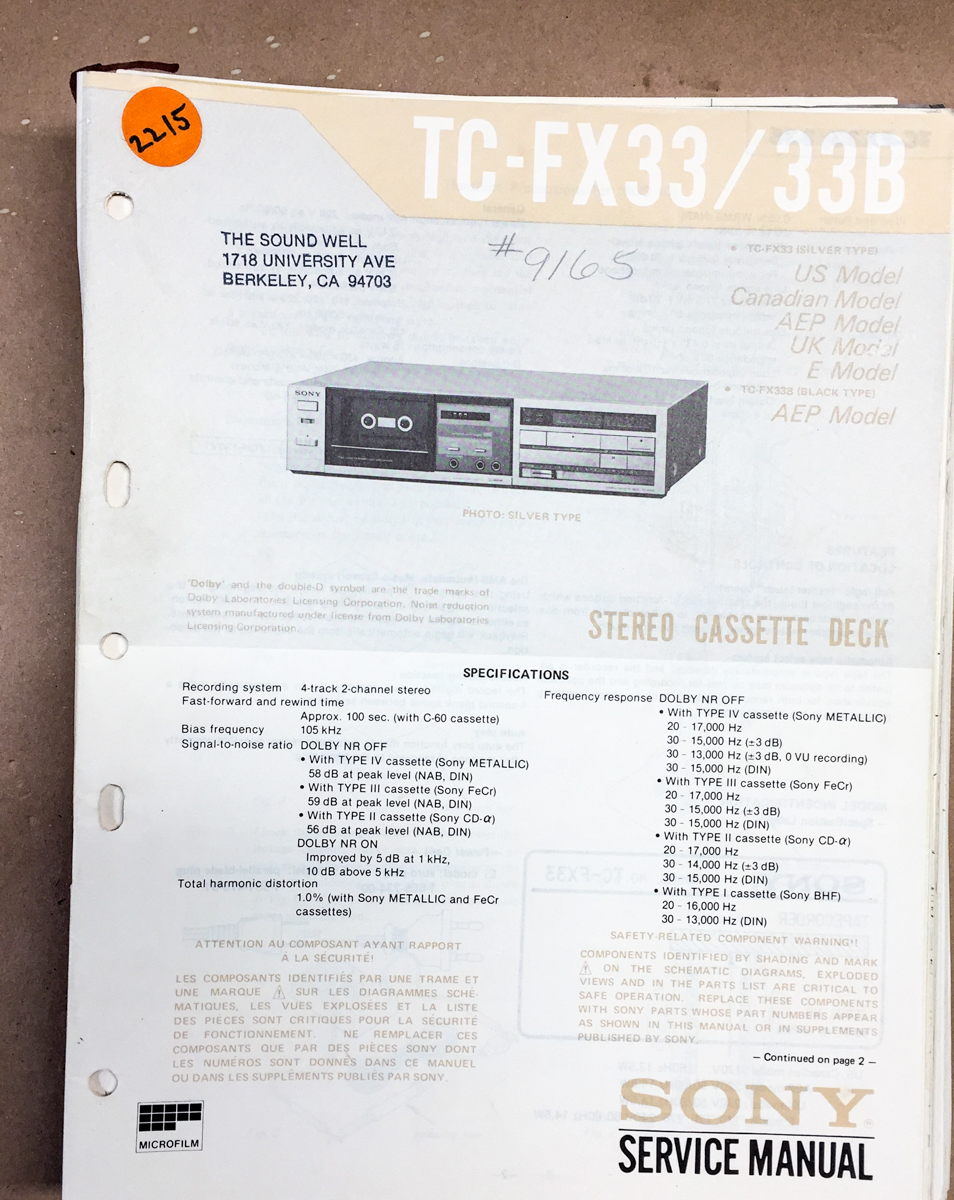 2215
TC-FX33/33B
THE SOUND WELL
1718 UNIVERSITY AVE
BERKELEY, CA 94703
#9165
• TC-FX33 (SILVER TYPE)
US Model
Canadian Model
AEP Model
UK Model
E Model
• TC-FX33B (BLACK TYPE)
AEP Model
SONY
PHOTO: SILVER TYPE
'Dolby' and the double-D symbol are the trade marks of
Dolby Laboratories Licensing Corporation. Noise reduction
system manufactured under license from Dolby Laboratories
Licensing Corporation.
STEREO CASSETTE DECK
SPECIFICATIONS
Recording system 4-track 2-channel stereo
Fast-forward and rewind time
Approx. 100 sec. (with C-60 cassette)
Bias frequency 105 kHz
Signal-to-noise ratio DOLBY NR OFF
• With TYPE IV cassette (Sony METALLIC)
58 dB at peak level (NAB, DIN)
• With TYPE III cassette (Sony FeCr)
59 dB at peak level (NAB, DIN)
• With TYPE II cassette (Sony CD-α)
56 dB at peak level (NAB, DIN)
DOLBY NR ON
Improved by 5 dB at 1 kHz,
10 dB above 5 kHz
Total harmonic distortion
1.0% (with Sony METALLIC and FeCr
cassettes)
Frequency response DOLBY NR OFF
• With TYPE IV cassette (Sony METALLIC)
20 - 17,000 Hz
30 - 15,000 Hz (±3 dB)
30 - 13,000 Hz (±3 dB, 0 VU recording)
30 - 15,000 Hz (DIN)
• With TYPE III cassette (Sony FeCr)
20 - 17,000 Hz
30 - 15,000 Hz (±3 dB)
30 - 15,000 Hz (DIN)
• With TYPE II cassette (Sony CD-α)
20 - 17,000 Hz
30 - 14,000 Hz (±3 dB)
30 - 15,000 Hz (DIN)
• With TYPE I cassette (Sony BHF)
20 - 16,000 Hz
30 - 13,000 Hz (DIN)
ATTENTION AU COMPOSANT AYANT RAPPORT
À LA SÉCURITÉ!
LES COMPOSANTS IDENTIFIÉS PAR UNE TRAME ET
UNE MARQUE ⚠ SUR LES DIAGRAMMES SCHÉ-
MATIQUES, LES VUES EXPLOSÉES ET LA LISTE
DES PIÈCES SONT CRITIQUES POUR LA SÉCURITÉ
DE FONCTIONNEMENT. NE REMPLACER CES
COMPOSANTS QUE PAR DES PIÈCES SONY DONT
LES NUMÉROS SONT DONNÉS DANS CE MANUEL
OU DANS LES SUPPLÉMENTS PUBLIÉS PAR SONY.
SAFETY-RELATED COMPONENT WARNING!!
COMPONENTS IDENTIFIED BY SHADING AND MARK
⚠ ON THE SCHEMATIC DIAGRAMS, EXPLODED
VIEWS AND IN THE PARTS LIST ARE CRITICAL TO
SAFE OPERATION. REPLACE THESE COMPONENTS
WITH SONY PARTS WHOSE PART NUMBERS APPEAR
AS SHOWN IN THIS MANUAL OR IN SUPPLEMENTS
PUBLISHED BY SONY.
– Continued on page 2 –
MICROFILM
SONY®
SERVICE MANUAL